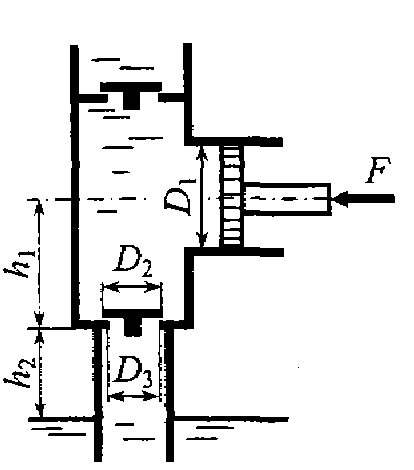 F
D₁
h₁
D₂
h₂
D₃